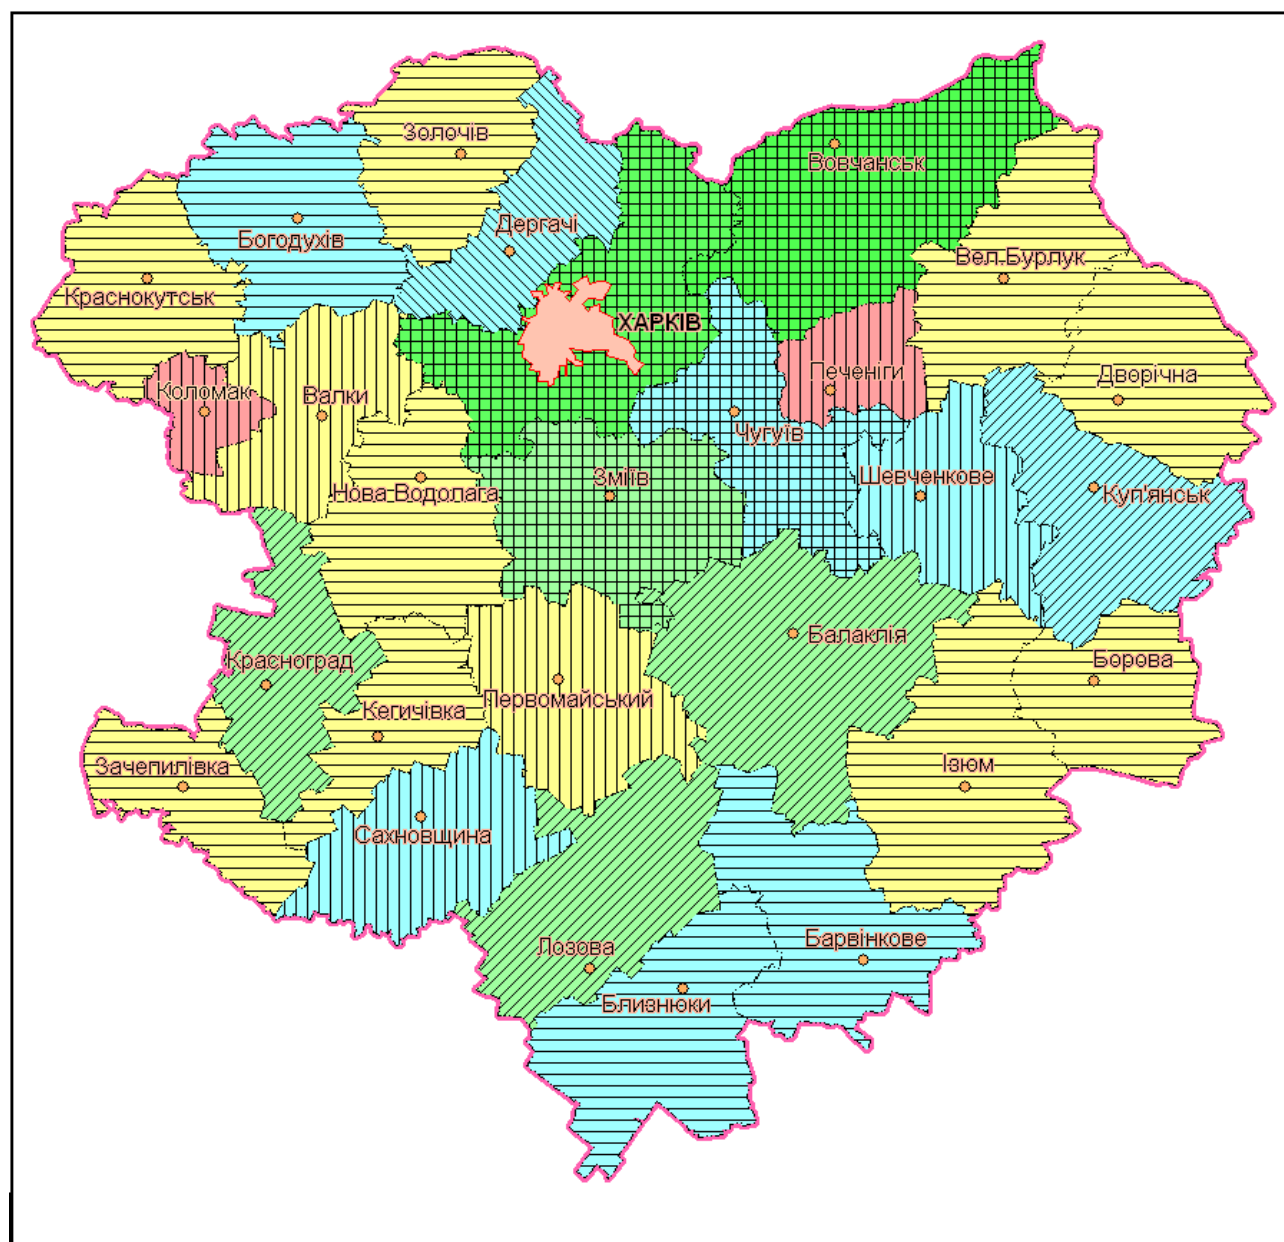 Золочів
Вовчанськ
Дергачі
Богодухів
Вел.Бурлук
Краснокутськ
ХАРКІВ
Печеніги
Дворічна
Коломак
Валки
Чугуїв
Зміїв
Шевченкове
Нова Водолага
Куп'янськ
Балаклія
Красноград
Борова
Первомайський
Кегичівка
Зачепилівка
Ізюм
Сахновщина
Барвінкове
Лозова
Близнюки